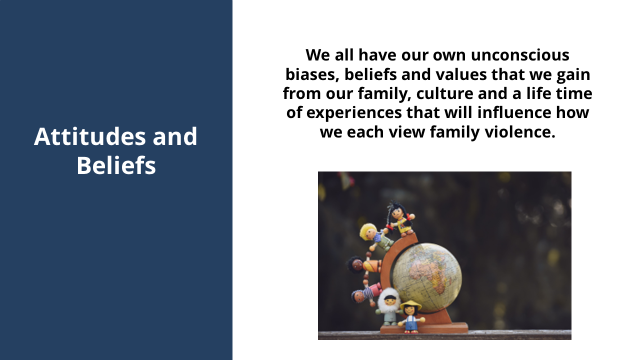 Attitudes and
Beliefs
We all have our own unconscious
biases, beliefs and values that we gain
from our family, culture and a life time
of experiences that will influence how
we each view family violence.